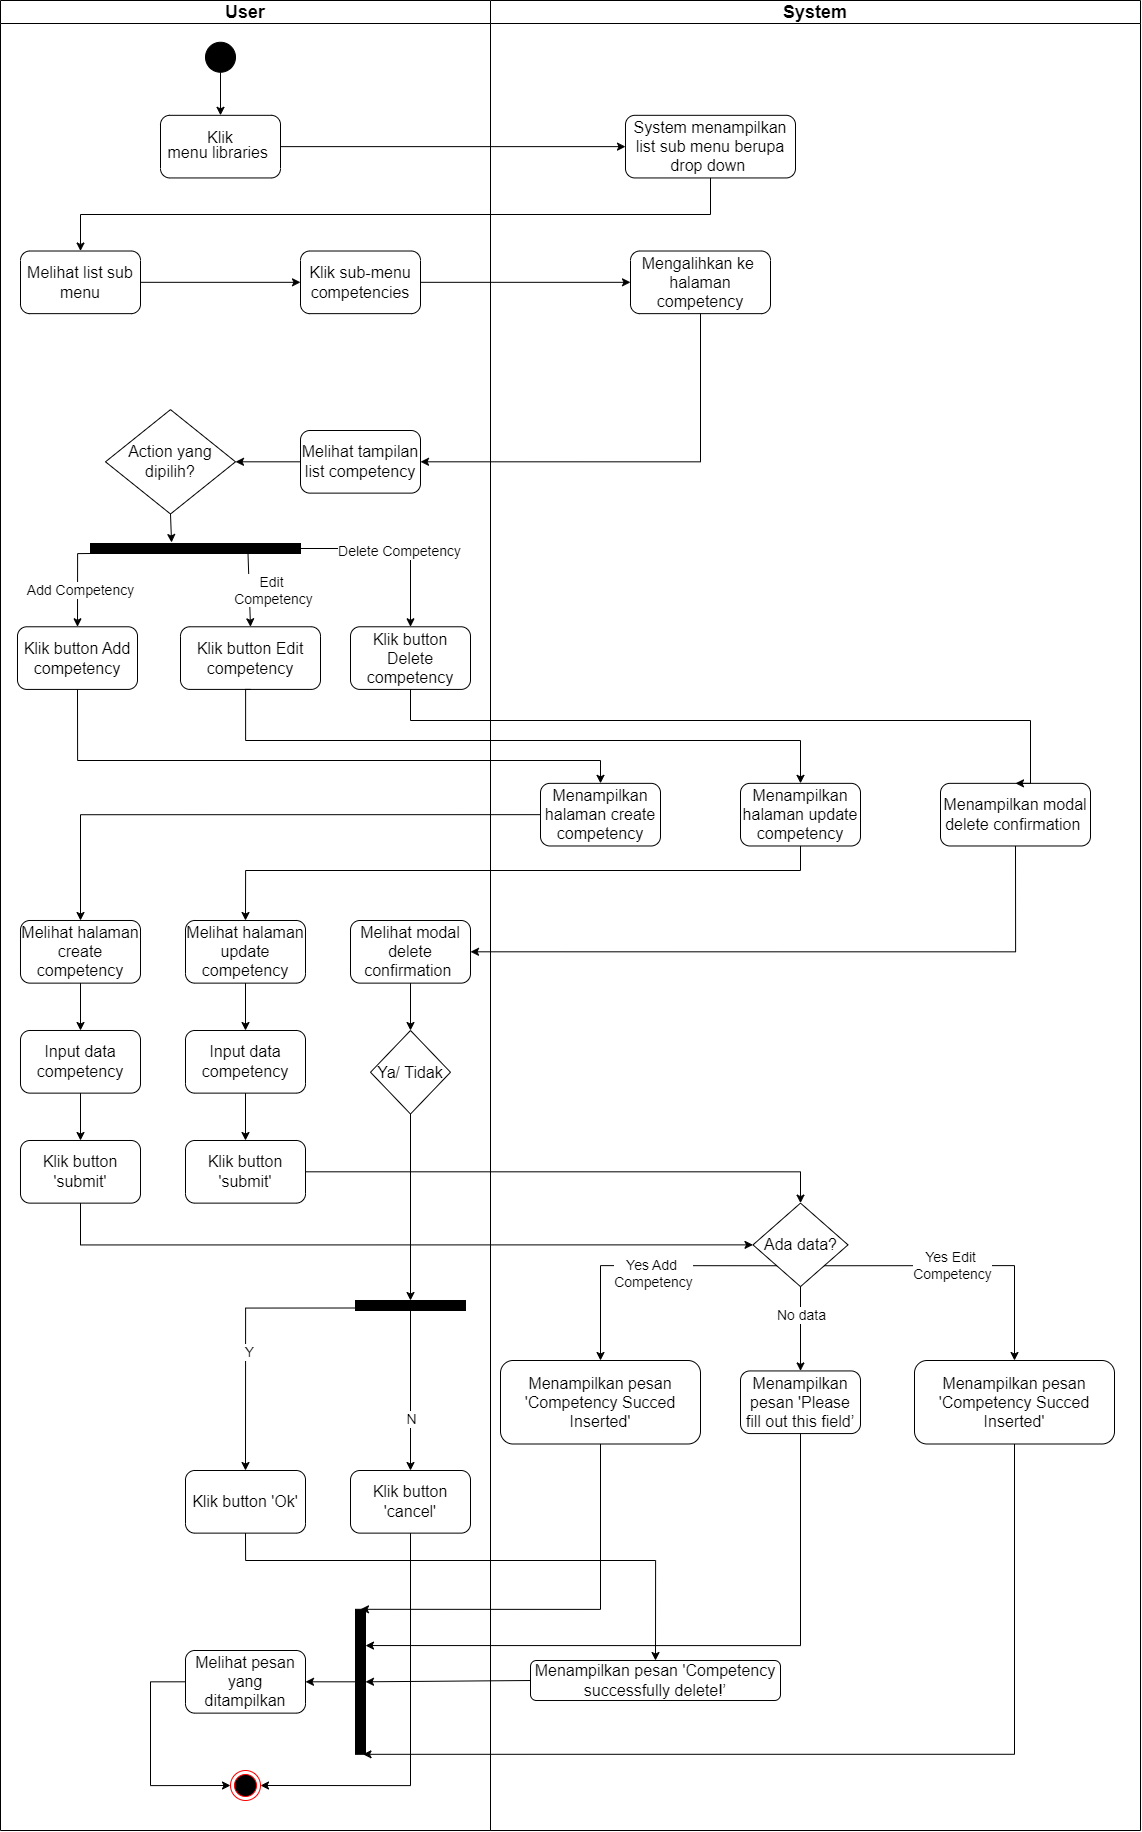 User
System
Klik
menu libraries
System menampilkan
list sub menu berupa
drop down
Melihat list sub
menu
Klik sub-menu
competencies
Mengalihkan ke
halaman
competency
Action yang
dipilih?
Melihat tampilan
list competency
Delete Competency
Add Competency
Edit
Competency
Klik button Add
competency
Klik button Edit
competency
Klik button
Delete
competency
Menampilkan
halaman create
competency
Menampilkan
halaman update
competency
Menampilkan modal
delete confirmation
Melihat halaman
create
competency
Melihat halaman
update
competency
Melihat modal
delete
confirmation
Input data
competency
Input data
competency
Ya/ Tidak
Klik button
'submit'
Klik button
'submit'
Ada data?
Yes Add
Competency
Yes Edit
Competency
No data
Y
N
Menampilkan pesan
'Competency Succed
Inserted'
Menampilkan
pesan 'Please
fill out this field’
Menampilkan pesan
'Competency Succed
Inserted'
Klik button 'Ok'
Klik button
'cancel'
Melihat pesan
yang
ditampilkan
Menampilkan pesan 'Competency
successfully delete!’